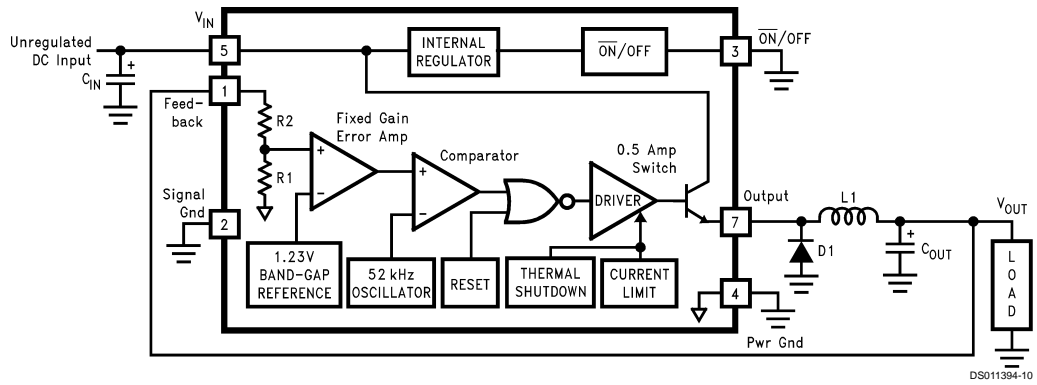 VIN
Unregulated
DC Input
+
CIN
5
INTERNAL
REGULATOR
ON/OFF
3
ON/OFF
1
Feed-
back
R2
R1
Fixed Gain
Error Amp
+
−
Comparator
+
−
0.5 Amp
Switch
DRIVER
Signal
Gnd
2
1.23V
BAND-GAP
REFERENCE
52 kHz
OSCILLATOR
RESET
THERMAL
SHUTDOWN
CURRENT
LIMIT
Output
7
4
Pwr Gnd
L1
D1
+
COUT
VOUT
LOAD
DS011394-10